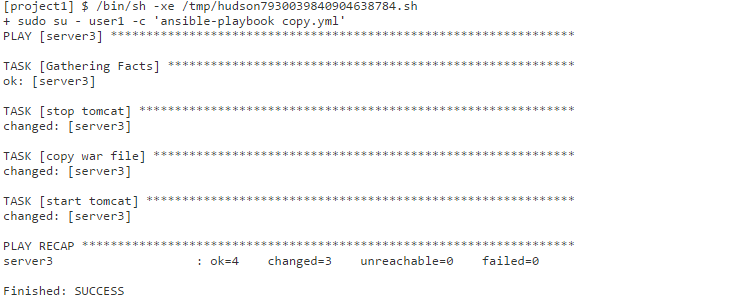 [project1] $ /bin/sh -xe /tmp/hudson7930039840904638784.sh
+ sudo su - user1 -c 'ansible-playbook copy.yml'
PLAY [server3] *****************************************************************
TASK [Gathering Facts] *********************************************************
ok: [server3]
TASK [stop tomcat] *************************************************************
changed: [server3]
TASK [copy war file] ***********************************************************
changed: [server3]
TASK [start tomcat] ************************************************************
changed: [server3]
PLAY RECAP *********************************************************************
server3                    : ok=4    changed=3    unreachable=0    failed=0
Finished: SUCCESS